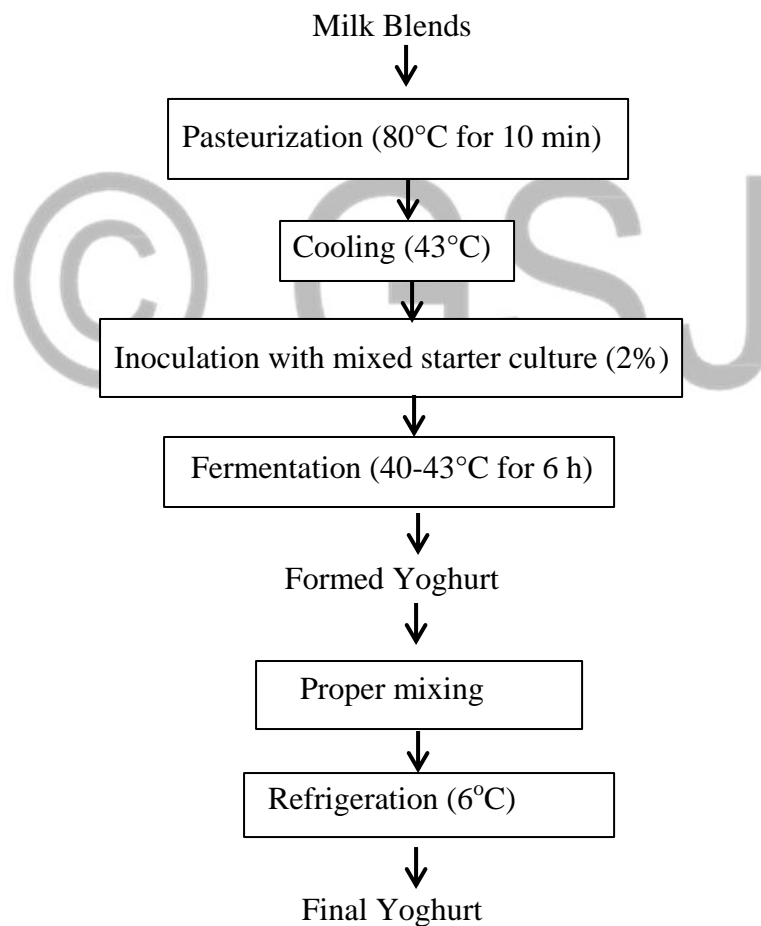 Milk Blends
Pasteurization (80°C for 10 min)
© GSJ
Cooling (43°C)
Inoculation with mixed starter culture (2%)
Fermentation (40-43°C for 6 h)
Formed Yoghurt
Proper mixing
Refrigeration (6°C)
Final Yoghurt